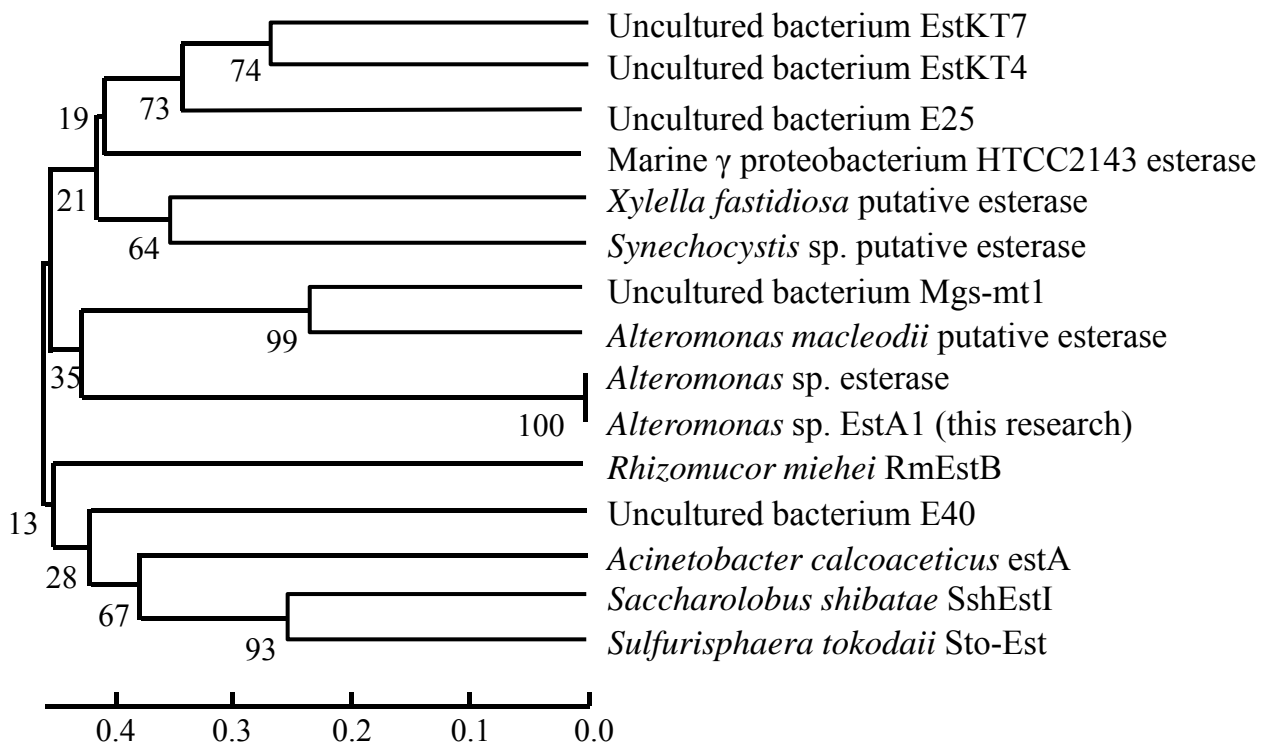 Uncultured bacterium EstKT7
74
Uncultured bacterium EstKT4
73
19
Uncultured bacterium E25
Marine γ proteobacterium HTCC2143 esterase
21
Xylella fastidiosa putative esterase
64
Synechocystis sp. putative esterase
Uncultured bacterium Mgs-mt1
99
Alteromonas macleodii putative esterase
35
Alteromonas sp. esterase
100
Alteromonas sp. EstA1 (this research)
Rhizomucor miehei RmEstB
13
Uncultured bacterium E40
28
Acinetobacter calcoaceticus estA
67
Saccharolobus shibatae SshEstI
93
Sulfurisphaera tokodaii Sto-Est
0.4 0.3 0.2 0.1 0.0